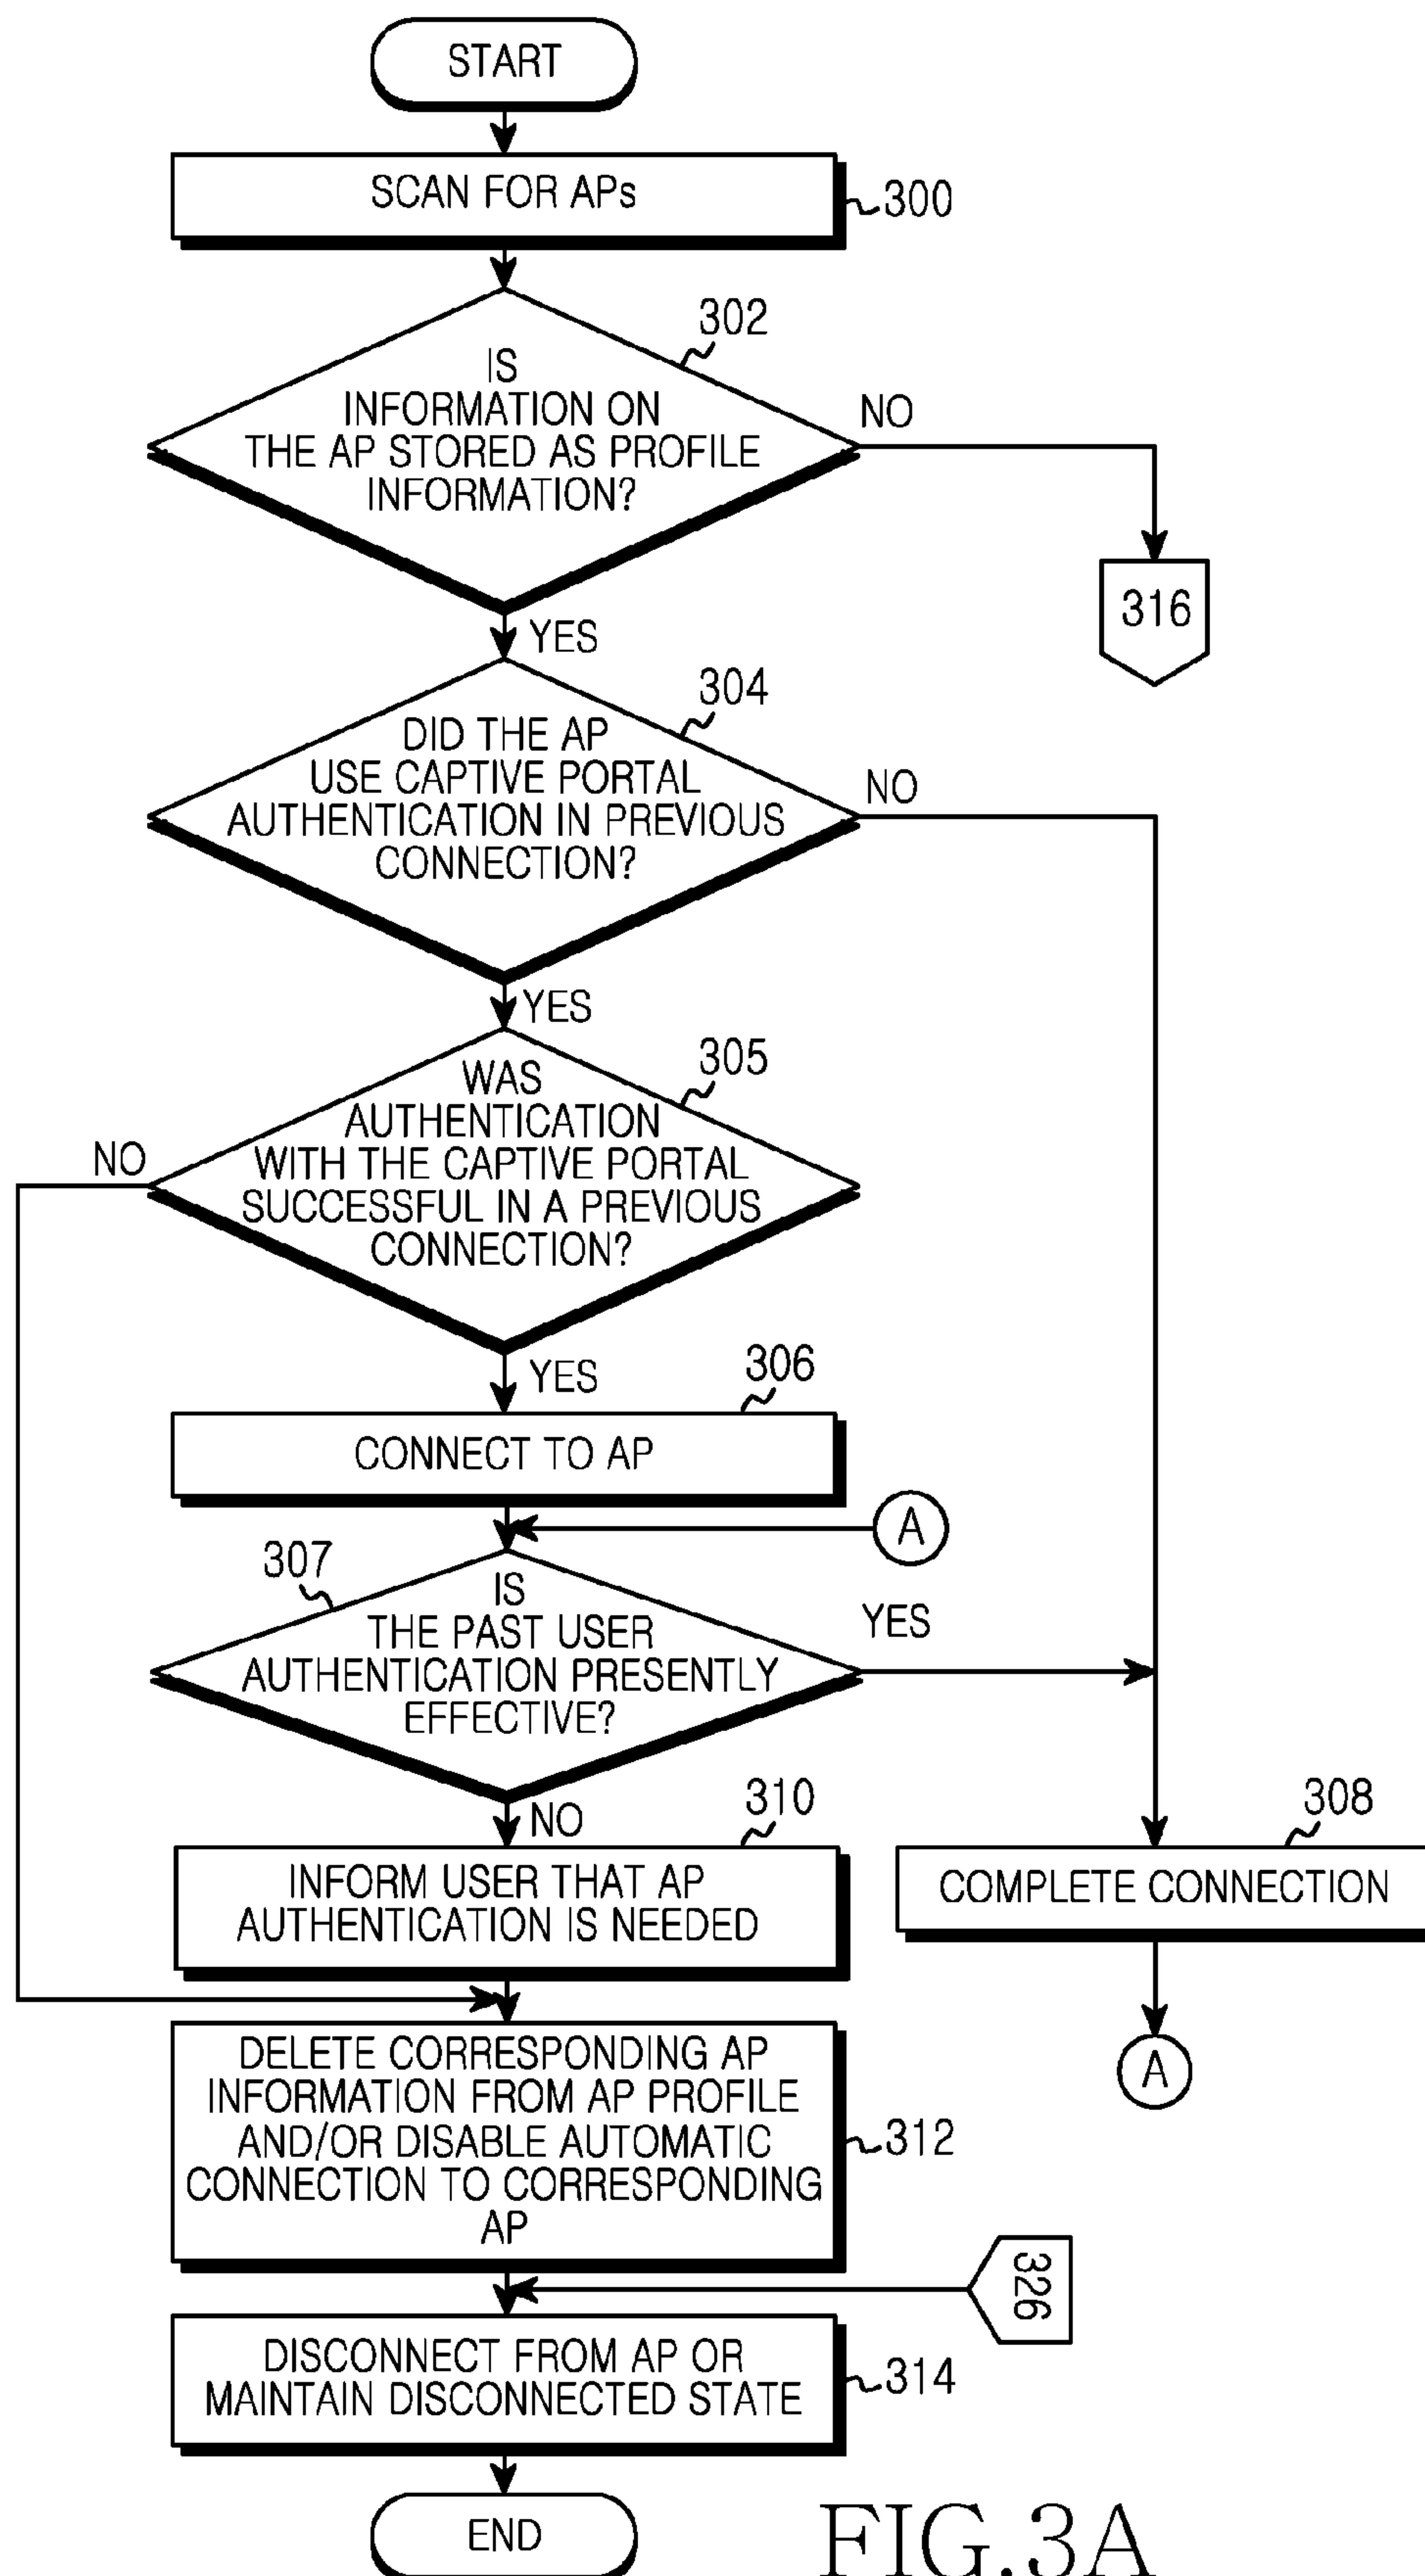 START
SCAN FOR APs
300
302
IS
INFORMATION ON
THE AP STORED AS PROFILE
INFORMATION?
NO
316
YES
304
DID THE AP
USE CAPTIVE PORTAL
AUTHENTICATION IN PREVIOUS
CONNECTION?
NO
YES
305
WAS
AUTHENTICATION
WITH THE CAPTIVE PORTAL
SUCCESSFUL IN A PREVIOUS
CONNECTION?
NO
YES
306
CONNECT TO AP
A
307
IS
THE PAST USER
AUTHENTICATION PRESENTLY
EFFECTIVE?
YES
NO
310
INFORM USER THAT AP
AUTHENTICATION IS NEEDED
308
COMPLETE CONNECTION
A
DELETE CORRESPONDING AP
INFORMATION FROM AP PROFILE
AND/OR DISABLE AUTOMATIC
CONNECTION TO CORRESPONDING
AP
312
326
DISCONNECT FROM AP OR
MAINTAIN DISCONNECTED STATE
314
END
FIG.3A